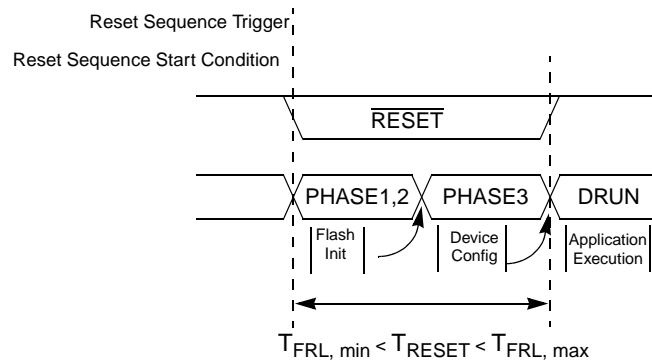 Reset Sequence Trigger
Reset Sequence Start Condition
RESET
PHASE1,2 PHASE3 DRUN
Flash Init
Device Config
Application Execution
TFRL, min < TRESET < TFRL, max